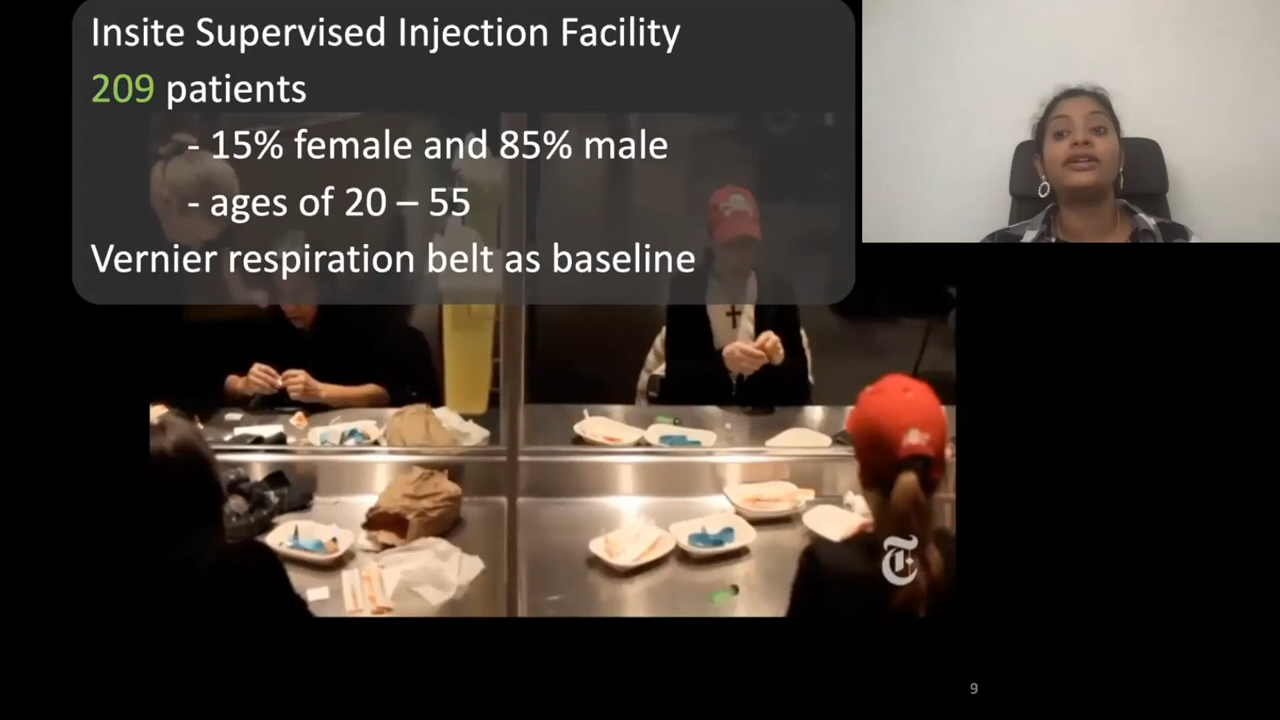 Insite Supervised Injection Facility
209 patients
- 15% female and 85% male
- ages of 20 – 55
Vernier respiration belt as baseline
T
9